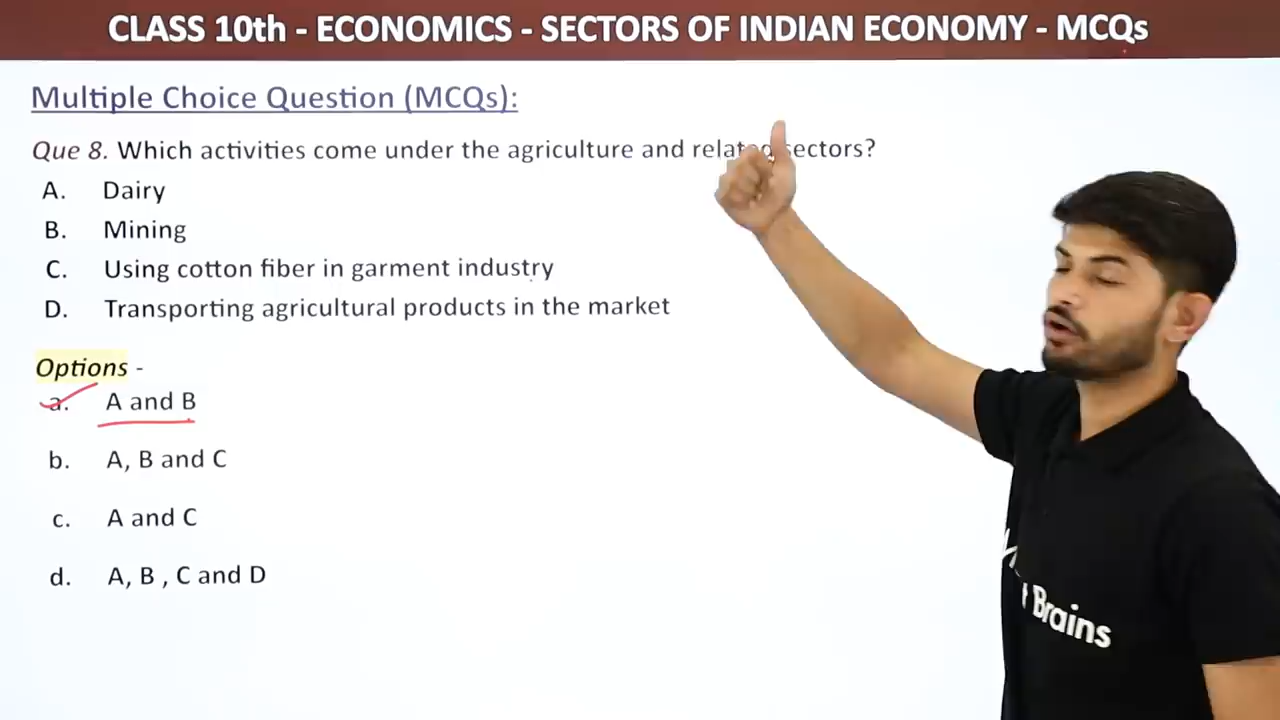 CLASS 10th - ECONOMICS - SECTORS OF INDIAN ECONOMY - MCQs
Multiple Choice Question (MCQs):
Que 8. Which activities come under the agriculture and related sectors?
A. Dairy
B. Mining
C. Using cotton fiber in garment industry
D. Transporting agricultural products in the market
Options -
a. A and B
b. A, B and C
c. A and C
d. A, B , C and D
Brains